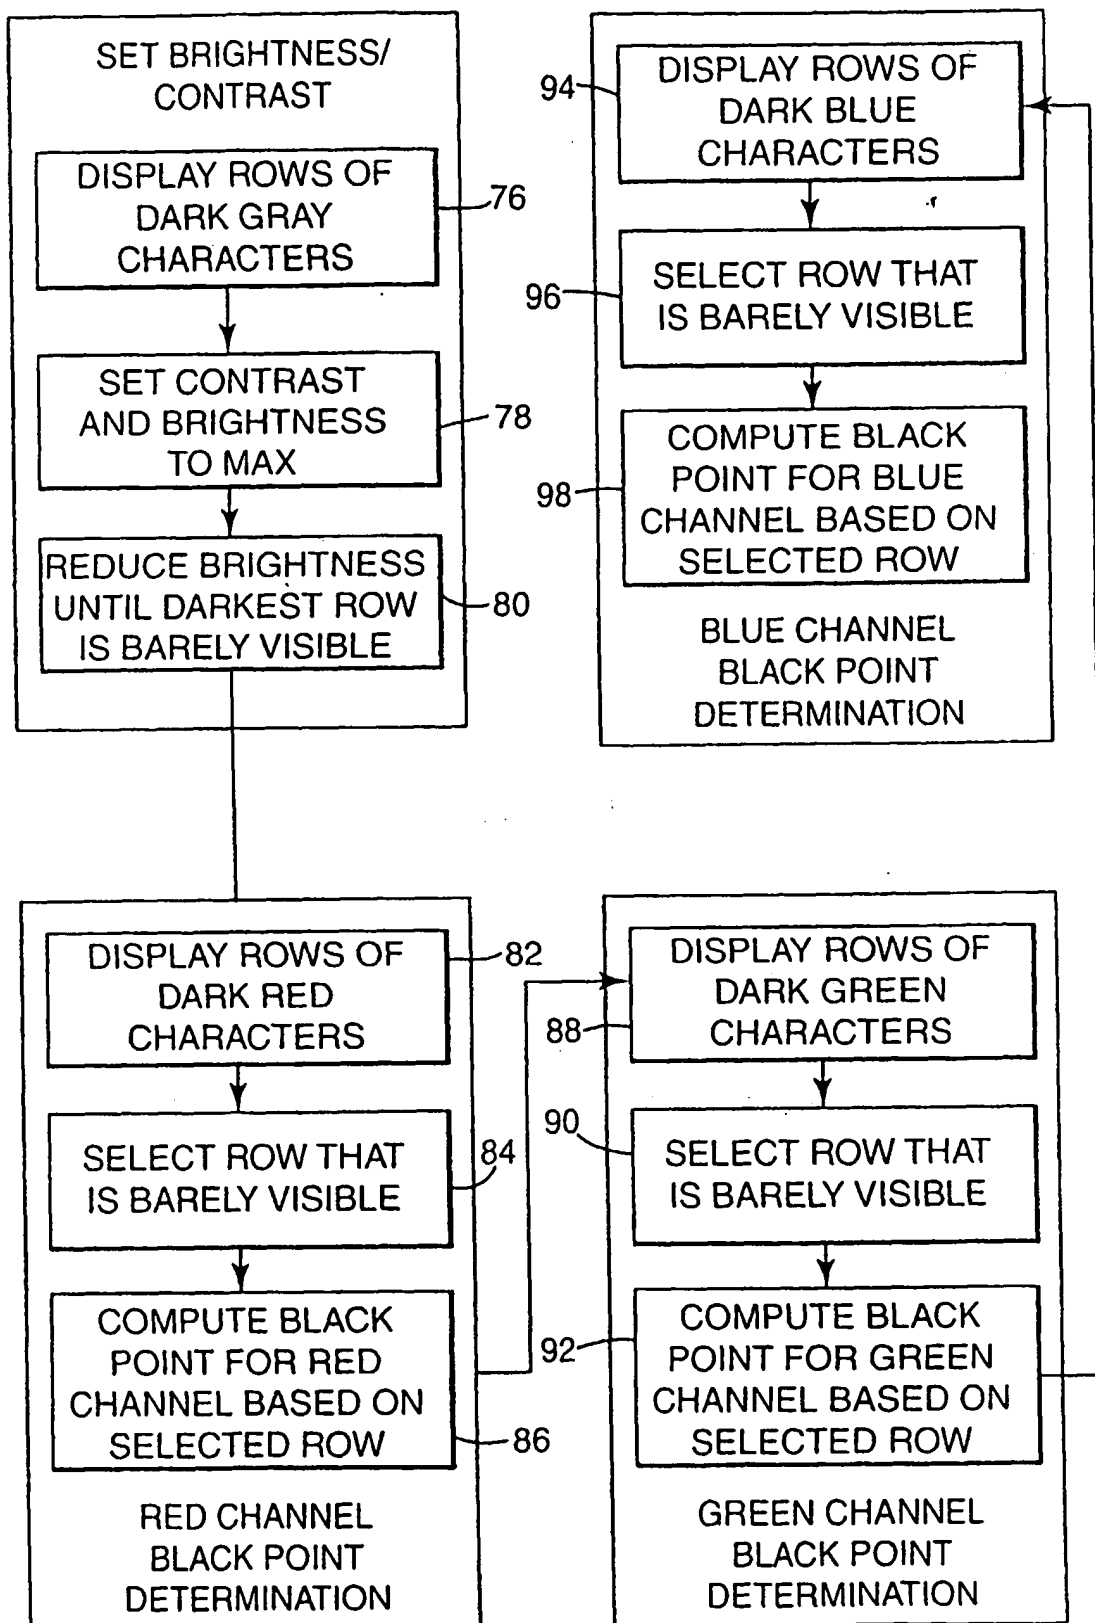 SET BRIGHTNESS/
CONTRAST
DISPLAY ROWS OF
DARK GRAY
CHARACTERS
76
SET CONTRAST
AND BRIGHTNESS
TO MAX
78
REDUCE BRIGHTNESS
UNTIL DARKEST ROW
IS BARELY VISIBLE
80
DISPLAY ROWS OF
DARK RED
CHARACTERS
82
SELECT ROW THAT
IS BARELY VISIBLE
84
COMPUTE BLACK
POINT FOR RED
CHANNEL BASED ON
SELECTED ROW
86
RED CHANNEL
BLACK POINT
DETERMINATION
DISPLAY ROWS OF
DARK GREEN
CHARACTERS
88
90
SELECT ROW THAT
IS BARELY VISIBLE
92
COMPUTE BLACK
POINT FOR GREEN
CHANNEL BASED ON
SELECTED ROW
GREEN CHANNEL
BLACK POINT
DETERMINATION
94
DISPLAY ROWS OF
DARK BLUE
CHARACTERS
96
SELECT ROW THAT
IS BARELY VISIBLE
98
COMPUTE BLACK
POINT FOR BLUE
CHANNEL BASED ON
SELECTED ROW
BLUE CHANNEL
BLACK POINT
DETERMINATION